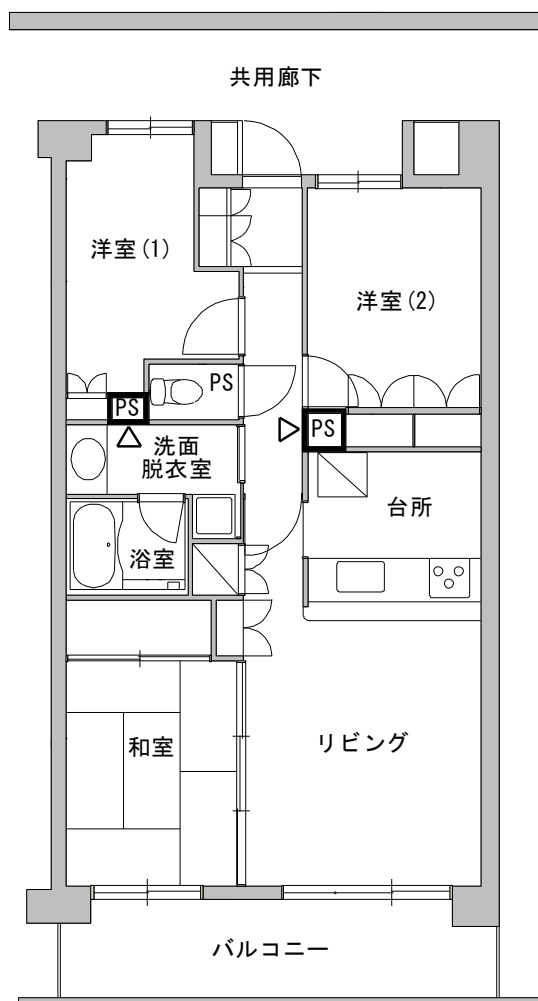 共用廊下
洋室(1)
洋室(2)
PS
PS
PS
洗面
脱衣室
台所
浴室
和室
リビング
バルコニー